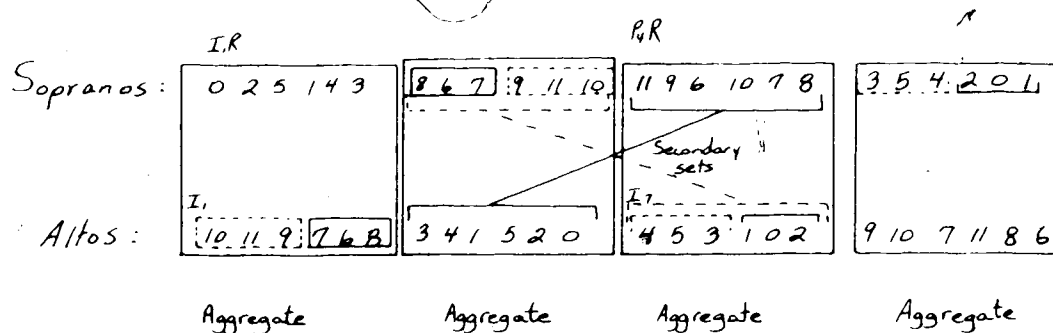 I₁R P₄R
Sopranos: 0 2 5 1 4 3 8 6 7 9 11 10 11 9 6 10 7 8 3 5 4 2 0 1
Secondary
sets
I₁ I₇
Altos: 10 11 9 7 6 8 3 4 1 5 2 0 4 5 3 1 0 2 9 10 7 11 8 6
Aggregate Aggregate Aggregate Aggregate